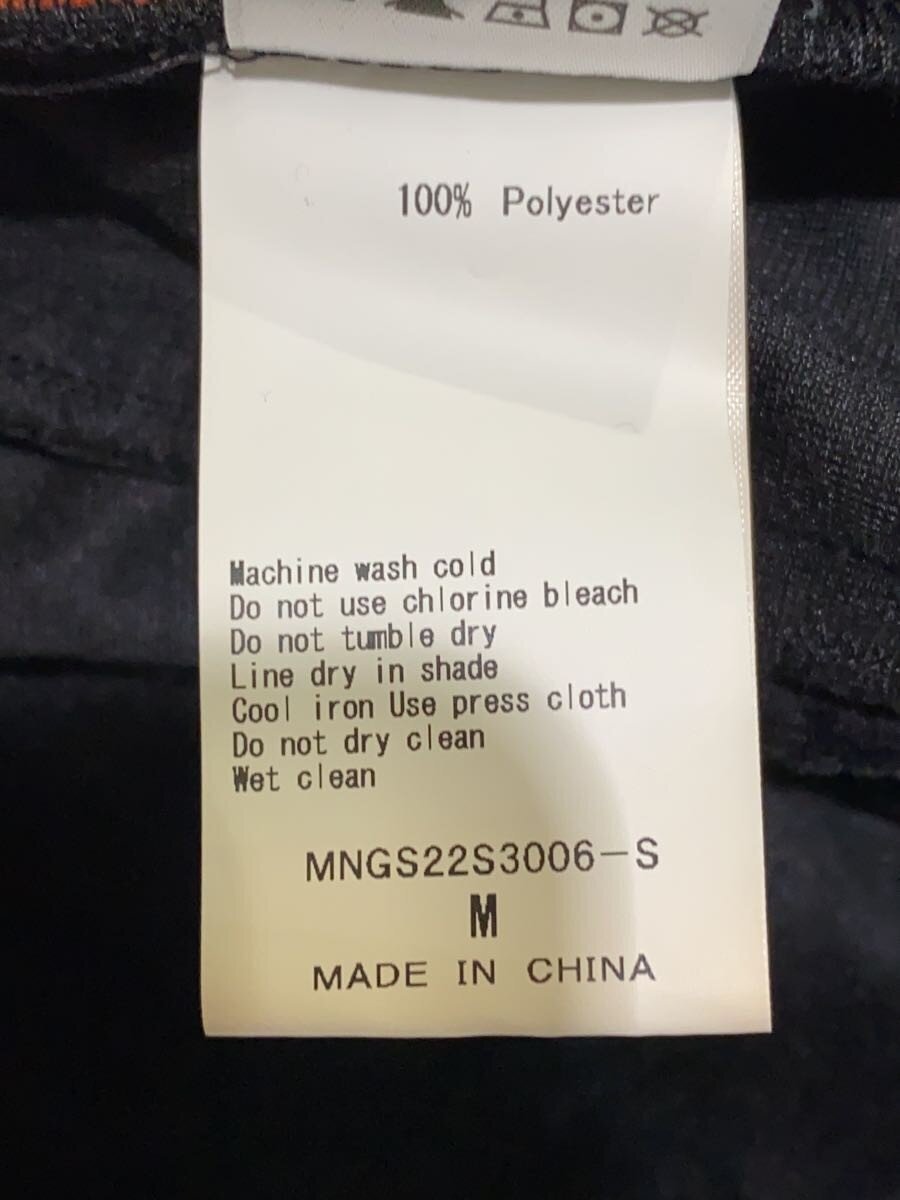 100% Polyester
Machine wash cold
Do not use chlorine bleach
Do not tumble dry
Line dry in shade
Cool iron Use press cloth
Do not dry clean
Wet clean
MNGS22S3006-S
M
MADE IN CHINA